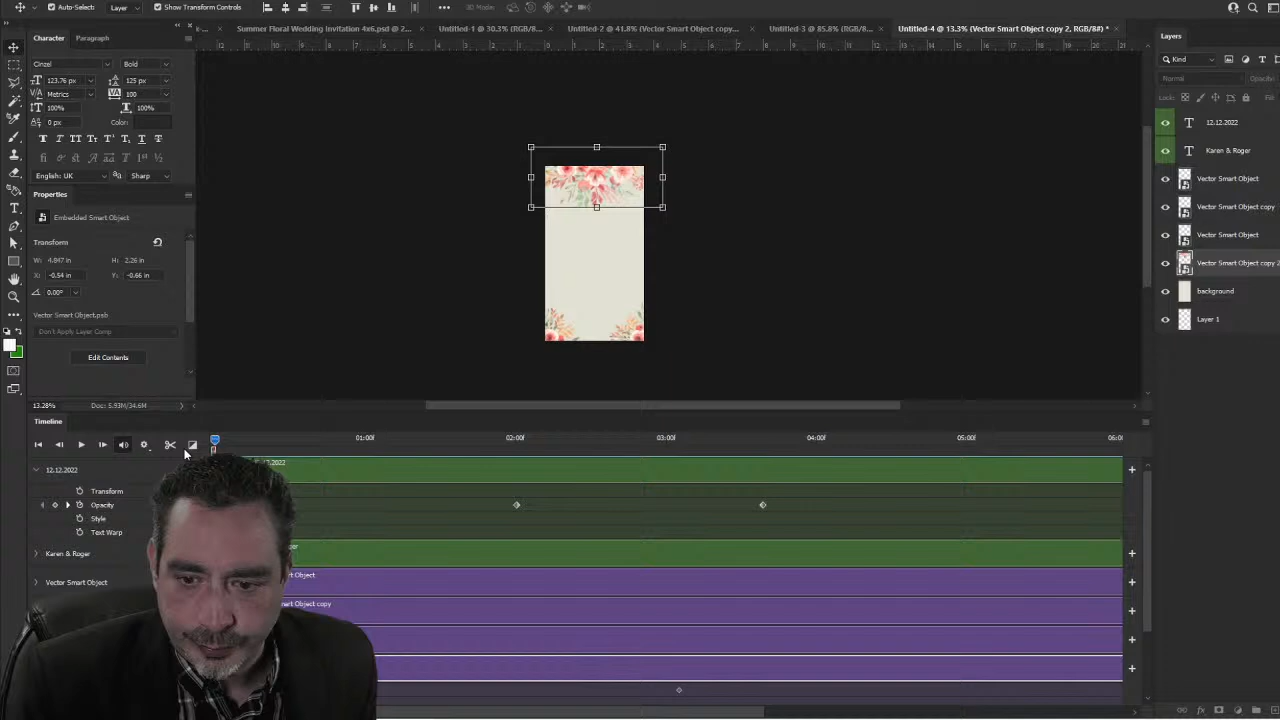 Auto-Select: Layer Show Transform Controls 3D Mode:
Summer Floral Wedding Invitation 4x6.psd @ 2... Untitled-1 @ 30.3% (RGB/8... Untitled-2 @ 41.8% (Vector Smart Object copy... Untitled-3 @ 85.8% (RGB/8... Untitled-4 @ 13.3% (Vector Smart Object copy 2, RGB/8#) *
Character Paragraph
Cinzel Bold
123.76 px 125 px
Metrics 100
100% 100%
0 px Color:
English: UK Sharp
Properties
Embedded Smart Object
Transform
W: 4.847 in H: 2.26 in
X: -0.54 in Y: -0.66 in
0.00°
Vector Smart Object.psb
Don't Apply Layer Comp
Edit Contents
13.28% Doc: 5.93M/34.6M
Layers
Kind
Normal Opacity:
Lock: Fill
12.12.2022
Karen & Roger
Vector Smart Object
Vector Smart Object copy
Vector Smart Object
Vector Smart Object copy 2
background
Layer 1
Timeline
01:00f 02:00f 03:00f 04:00f 05:00f 06:0
12.12.2022
Transform
Opacity
Style
Text Warp
Karen & Roger
Vector Smart Object